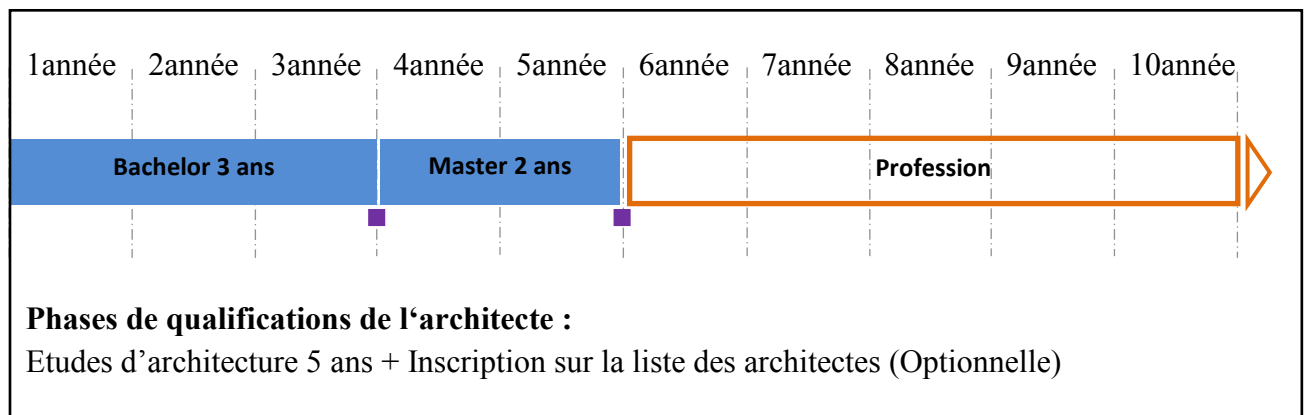 1année 2année 3année 4année 5année 6année 7année 8année 9année 10année
Bachelor 3 ans Master 2 ans Profession
Phases de qualifications de l‘architecte :
Etudes d’architecture 5 ans + Inscription sur la liste des architectes (Optionnelle)